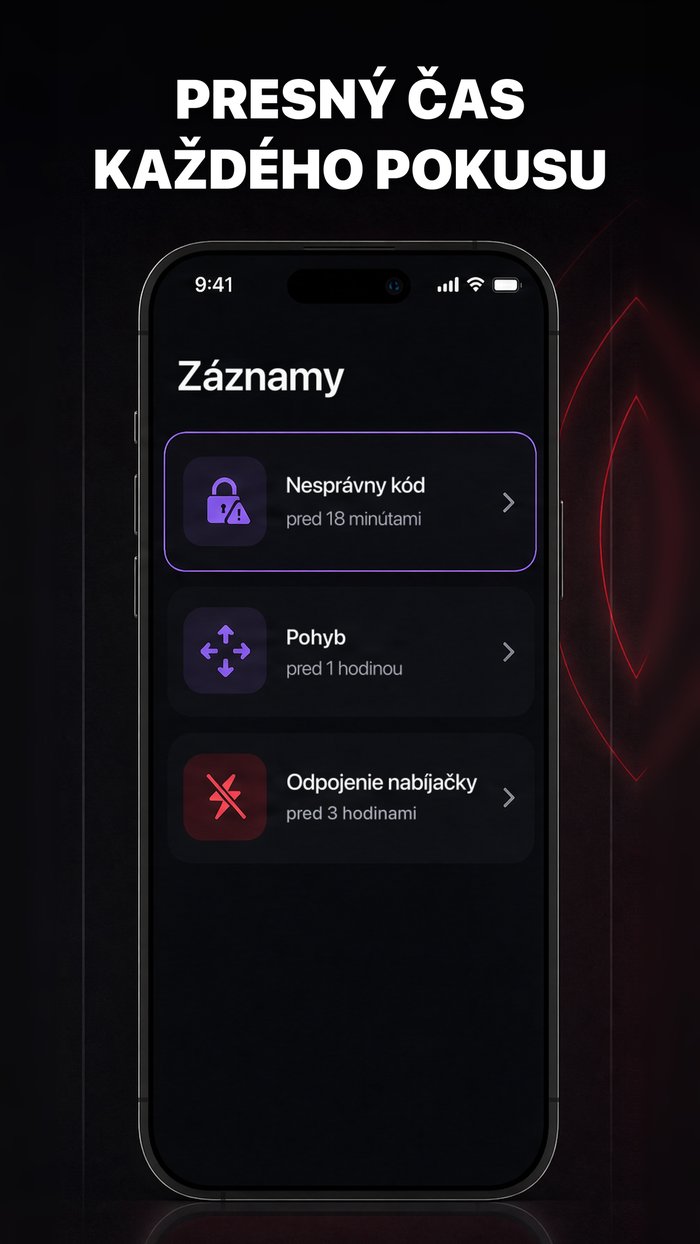 PRESNÝ ČAS
KAŽDÉHO POKUSU
9:41
Záznamy
Nesprávny kód
pred 18 minútami
Pohyb
pred 1 hodinou
Odpojenie nabíjačky
pred 3 hodinami